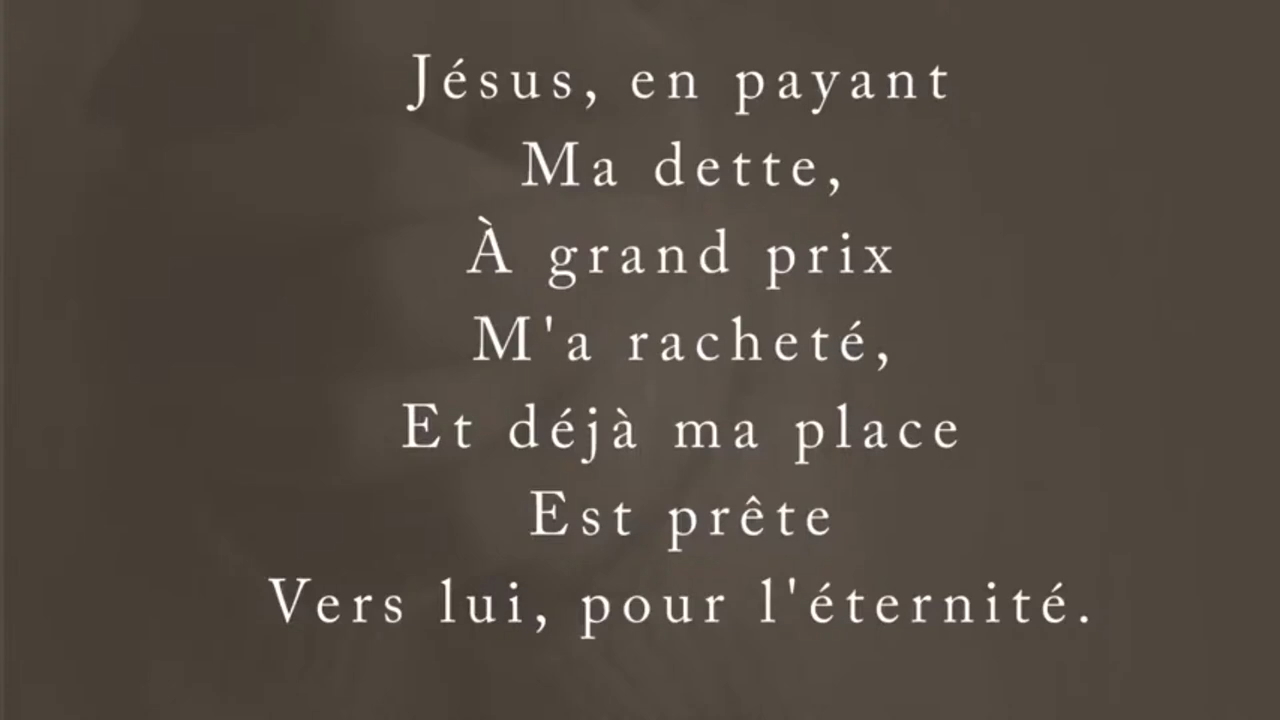 Jésus, en payant
Ma dette,
À grand prix
M'a racheté,
Et déjà ma place
Est prête
Vers lui, pour l'éternité.